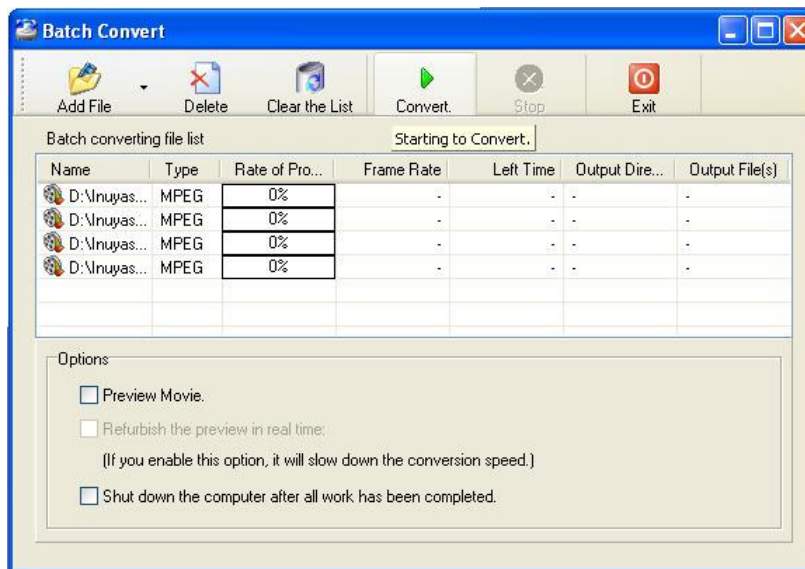 Batch Convert
Add File Delete Clear the List Convert. Stop Exit
Batch converting file list Starting to Convert.
Name Type Rate of Pro... Frame Rate Left Time Output Dire... Output File(s)
D:\Inuyas... MPEG 0% - - - -
D:\Inuyas... MPEG 0% - - - -
D:\Inuyas... MPEG 0% - - - -
D:\Inuyas... MPEG 0% - - - -
Options
Preview Movie.
Refurbish the preview in real time:
(If you enable this option, it will slow down the conversion speed.)
Shut down the computer after all work has been completed.